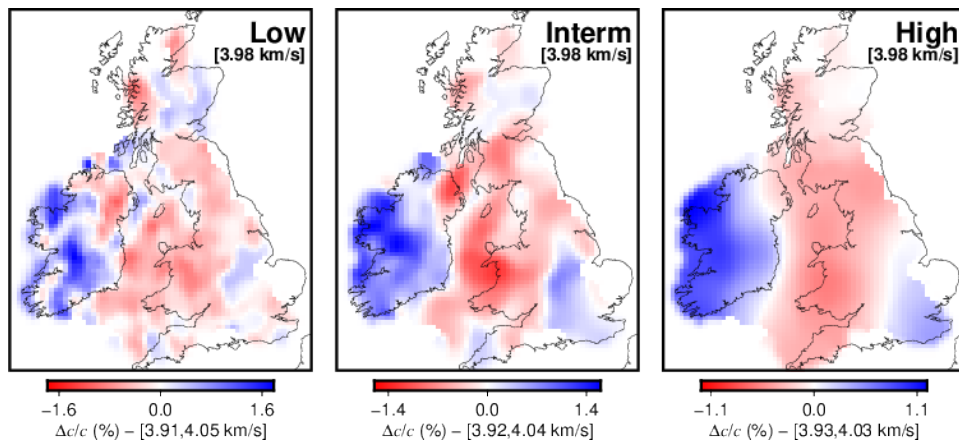 Low
[3.98 km/s]
Interm
[3.98 km/s]
High
[3.98 km/s]
−1.6 0.0 1.6
Δc/c (%) − [3.91,4.05 km/s]
−1.4 0.0 1.4
Δc/c (%) − [3.92,4.04 km/s]
−1.1 0.0 1.1
Δc/c (%) − [3.93,4.03 km/s]